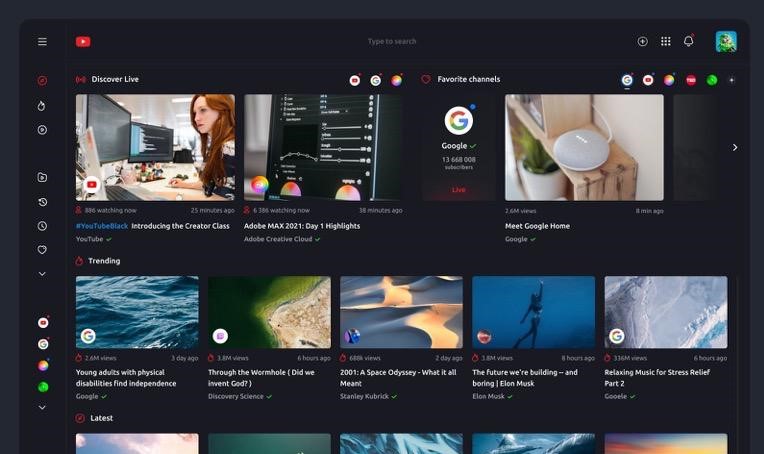 Type to search
Discover Live
Favorite channels
TED
Google
13 668 008
subscribers
Live
886 watching now
25 minutes ago
#YouTubeBlack Introducing the Creator Class
YouTube
6 386 watching now
38 minutes ago
Adobe MAX 2021: Day 1 Highlights
Adobe Creative Cloud
2.6M views
8 min ago
Meet Google Home
Google
Trending
2.6M views
3 day ago
Young adults with physical
disabilities find independence
Google
3.8M views
6 hours ago
Through the Wormhole ( Did we
invent God? )
Discovery Science
688k views
2 day ago
2001: A Space Odyssey - What it all
Meant
Stanley Kubrick
3.8M views
8 hours ago
The future we're building -- and
boring | Elon Musk
Elon Musk
336M views
6 hours ago
Relaxing Music for Stress Relief
Part 2
Gooele
Latest